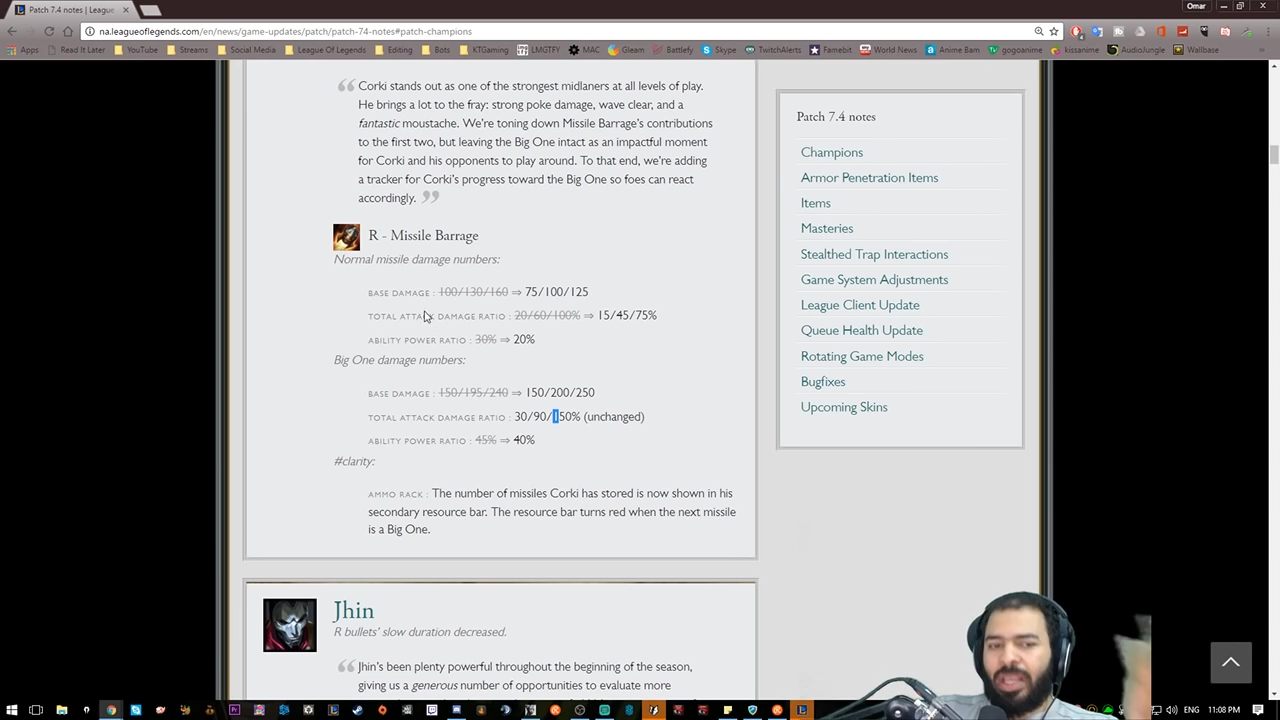 Patch 7.4 notes | League
Omar
na.leagueoflegends.com/en/news/game-updates/patch/patch-74-notes#patch-champions
Apps Read It Later YouTube Streams Social Media League Of Legends Editing Bots KTGaming LMGTFY MAC Gleam Battlefy Skype TwitchAlerts Famebit World News Anime Bam gogoanime kissanime AudioJungle Wallbase
Corki stands out as one of the strongest midlaners at all levels of play.
He brings a lot to the fray: strong poke damage, wave clear, and a
fantastic moustache. We're toning down Missile Barrage's contributions
to the first two, but leaving the Big One intact as an impactful moment
for Corki and his opponents to play around. To that end, we're adding
a tracker for Corki's progress toward the Big One so foes can react
accordingly.
R - Missile Barrage
Normal missile damage numbers:
BASE DAMAGE : 100/130/160 ⇒ 75/100/125
TOTAL ATTACK DAMAGE RATIO : 20/60/100% ⇒ 15/45/75%
ABILITY POWER RATIO : 30% ⇒ 20%
Big One damage numbers:
BASE DAMAGE : 150/195/240 ⇒ 150/200/250
TOTAL ATTACK DAMAGE RATIO : 30/90/150% (unchanged)
ABILITY POWER RATIO : 45% ⇒ 40%
#clarity:
AMMO RACK : The number of missiles Corki has stored is now shown in his
secondary resource bar. The resource bar turns red when the next missile
is a Big One.
Jhin
R bullets' slow duration decreased.
Jhin's been plenty powerful throughout the beginning of the season,
giving us a generous number of opportunities to evaluate more
Patch 7.4 notes
Champions
Armor Penetration Items
Items
Masteries
Stealthed Trap Interactions
Game System Adjustments
League Client Update
Queue Health Update
Rotating Game Modes
Bugfixes
Upcoming Skins
ENG 11:08 PM